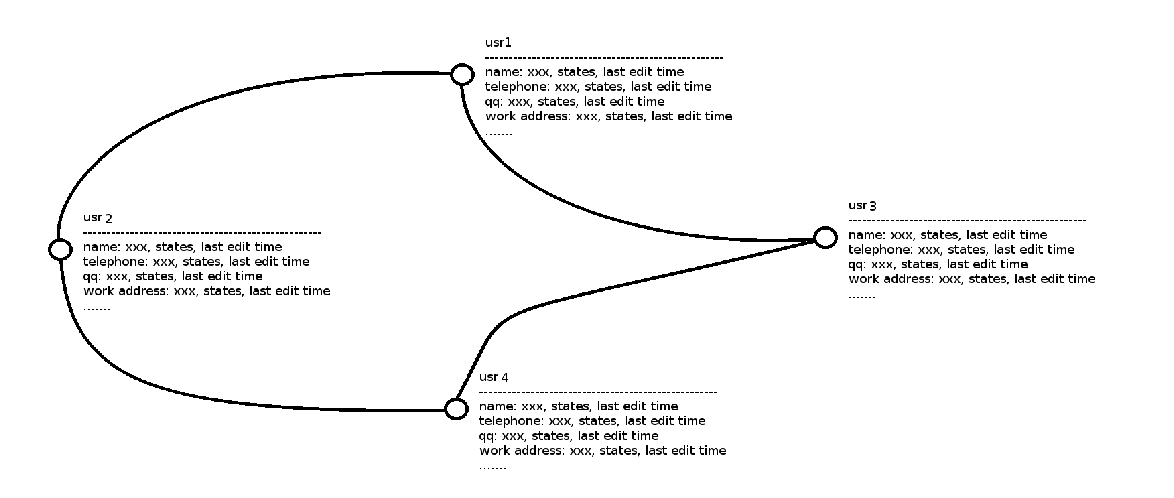 usr1
--------------------------------------------------
name: xxx, states, last edit time
telephone: xxx, states, last edit time
qq: xxx, states, last edit time
work address: xxx, states, last edit time
.......
usr 2
--------------------------------------------------
name: xxx, states, last edit time
telephone: xxx, states, last edit time
qq: xxx, states, last edit time
work address: xxx, states, last edit time
.......
usr 3
--------------------------------------------------
name: xxx, states, last edit time
telephone: xxx, states, last edit time
qq: xxx, states, last edit time
work address: xxx, states, last edit time
.......
usr 4
--------------------------------------------------
name: xxx, states, last edit time
telephone: xxx, states, last edit time
qq: xxx, states, last edit time
work address: xxx, states, last edit time
.......